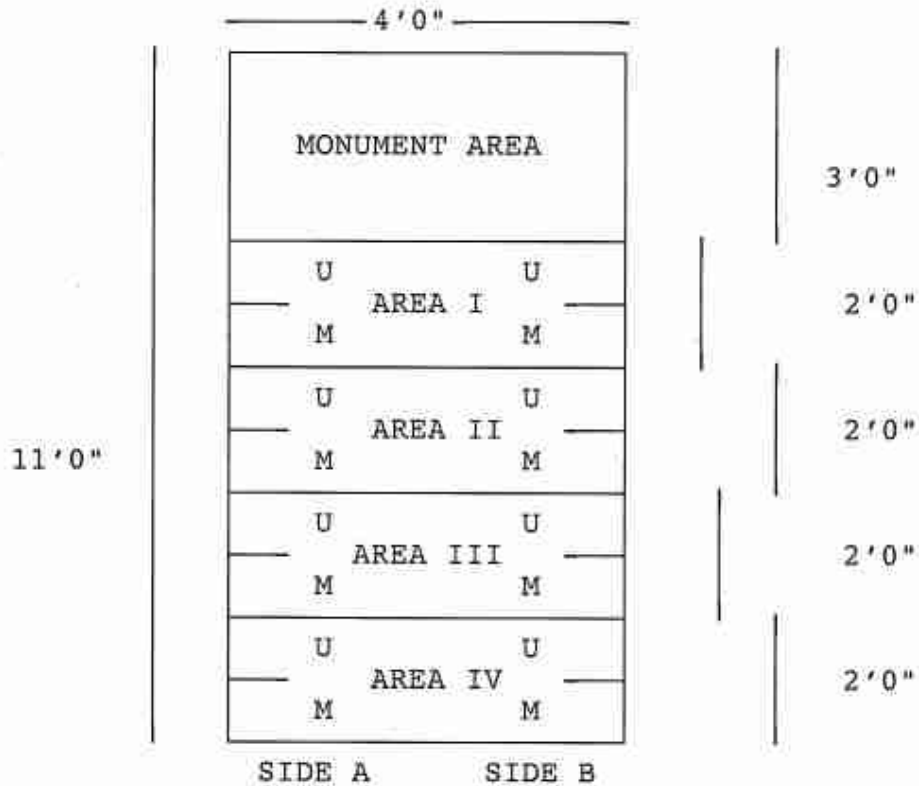 4'0"
MONUMENT AREA
3'0"
U U
AREA I 2'0"
M M
U U
AREA II 2'0"
11'0"
M M
U U
AREA III 2'0"
M M
U U
AREA IV 2'0"
M M
SIDE A SIDE B